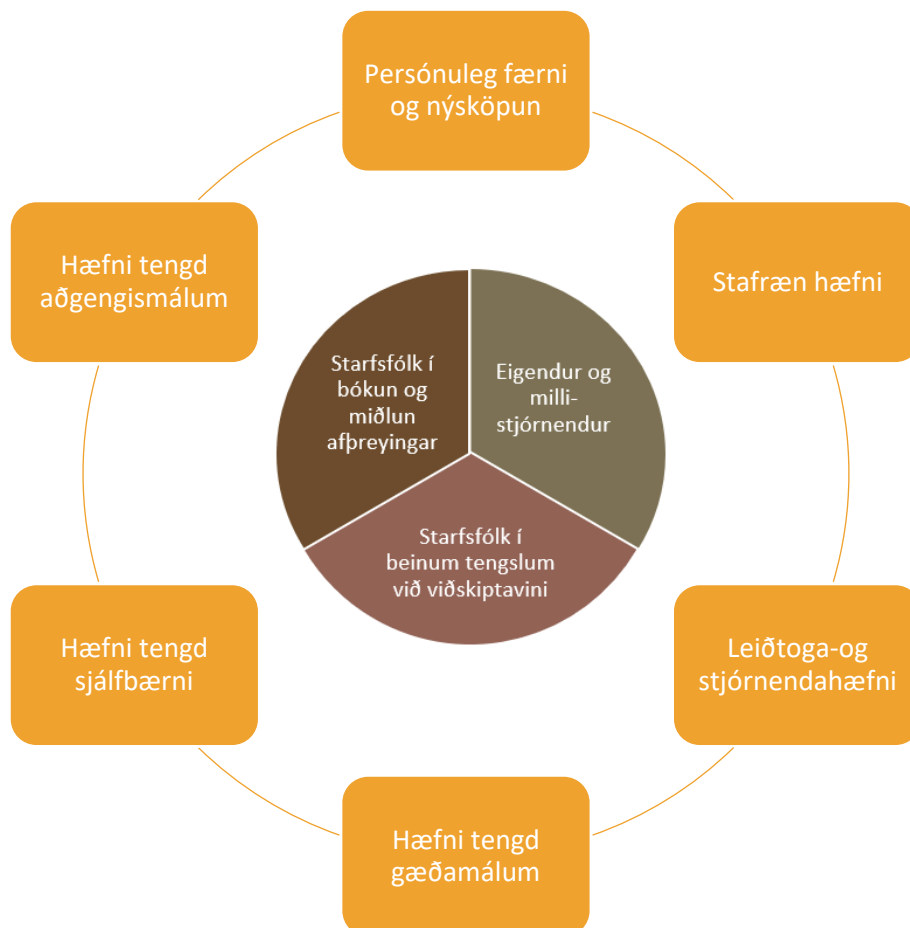 Persónuleg færni
og nýsköpun
Hæfni tengd
aðgengismálum
Stafræn hæfni
Starfsfólk í
bókun og
miðlun
afþreyingar
Eigendur og
milli-
stjórnendur
Starfsfólk í
beinum tengslum
við viðskiptavini
Hæfni tengd
sjálfbærni
Leiðtoga-og
stjórnendahæfni
Hæfni tengd
gæðamálum